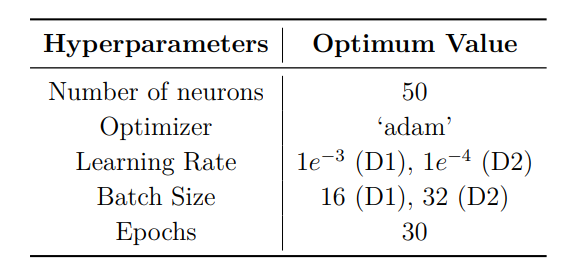 Hyperparameters Optimum Value
Number of neurons 50
Optimizer ‘adam’
Learning Rate 1e⁻³ (D1), 1e⁻⁴ (D2)
Batch Size 16 (D1), 32 (D2)
Epochs 30